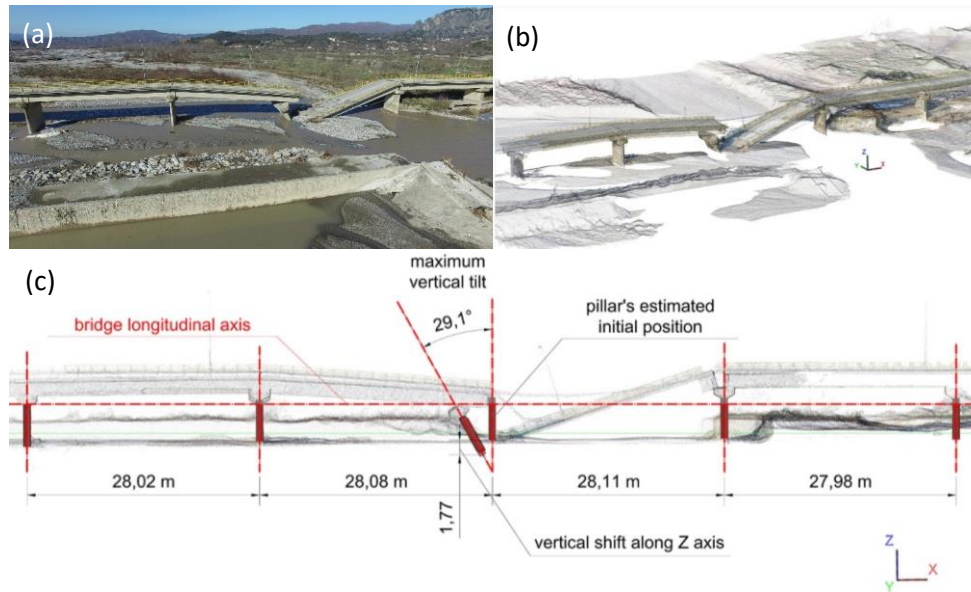 (a)
(b)
Z
Y
X
(c)
maximum
vertical tilt
29,1°
bridge longitudinal axis
pillar's estimated
initial position
28,02 m
28,08 m
28,11 m
27,98 m
1,77
vertical shift along Z axis
Z
Y
X